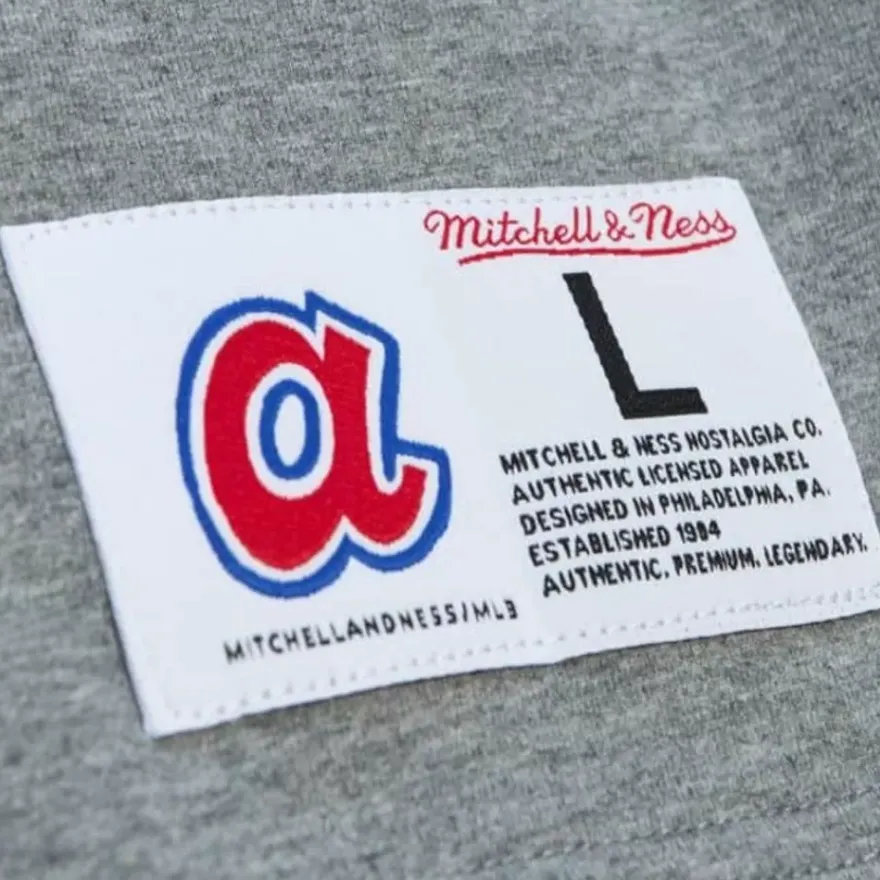 Mitchell & Ness
a
L
MITCHELL & NESS NOSTALGIA CO.
AUTHENTIC LICENSED APPAREL
DESIGNED IN PHILADELPHIA, PA.
ESTABLISHED 1904
AUTHENTIC. PREMIUM. LEGENDARY.
MITCHELLANDNESS/MLB